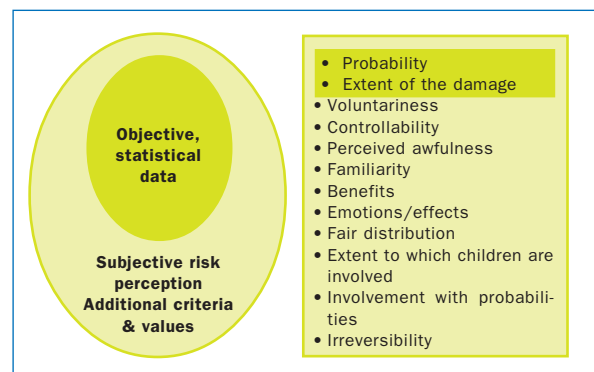 Objective,
statistical
data
Subjective risk
perception
Additional criteria
& values
• Probability
• Extent of the damage
• Voluntariness
• Controllability
• Perceived awfulness
• Familiarity
• Benefits
• Emotions/effects
• Fair distribution
• Extent to which children are
involved
• Involvement with probabili-
ties
• Irreversibility